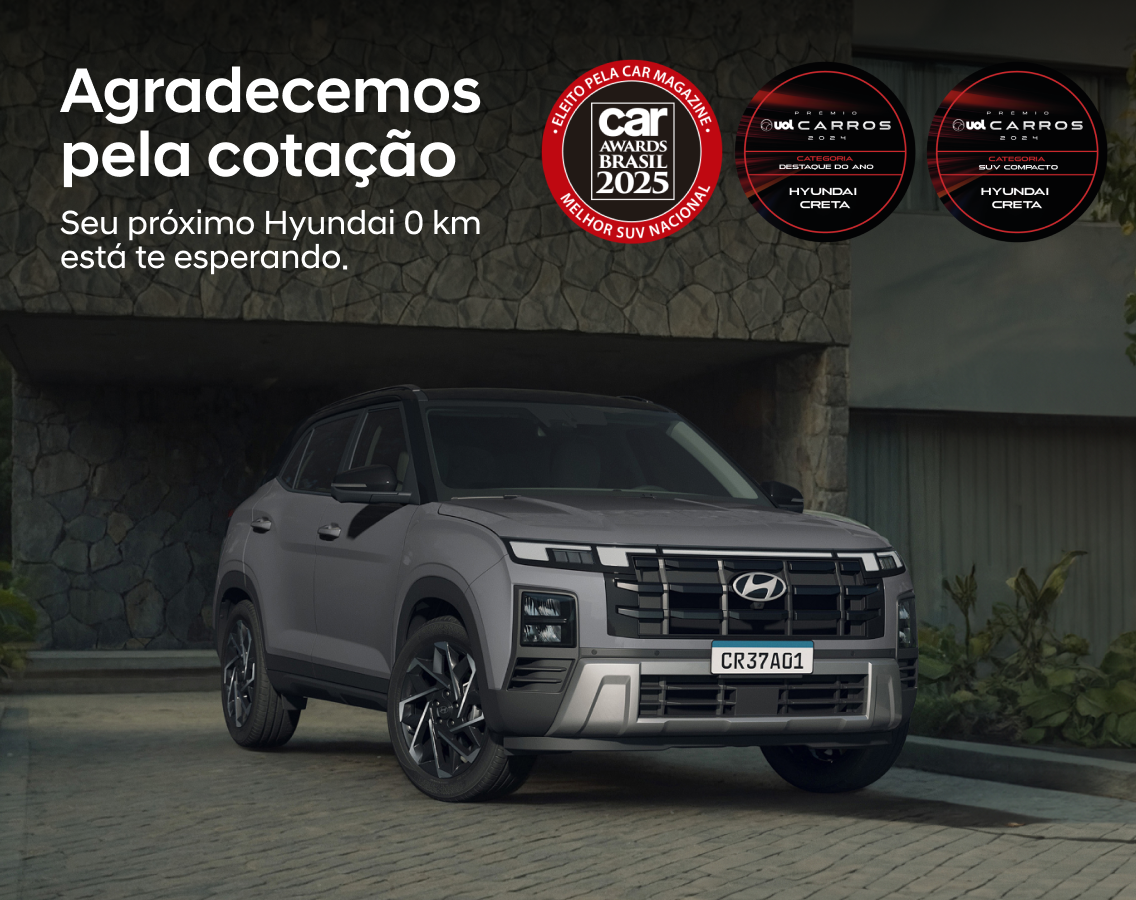 Agradecemos
pela cotação
Seu próximo Hyundai 0 km
está te esperando.
• ELEITO PELA CAR MAGAZINE •
car
AWARDS
BRASIL
2025
MELHOR SUV NACIONAL
PRÊMIO
UOL CARROS
2024
CATEGORIA
DESTAQUE DO ANO
HYUNDAI
CRETA
PRÊMIO
UOL CARROS
2024
CATEGORIA
SUV COMPACTO
HYUNDAI
CRETA
CR37A01